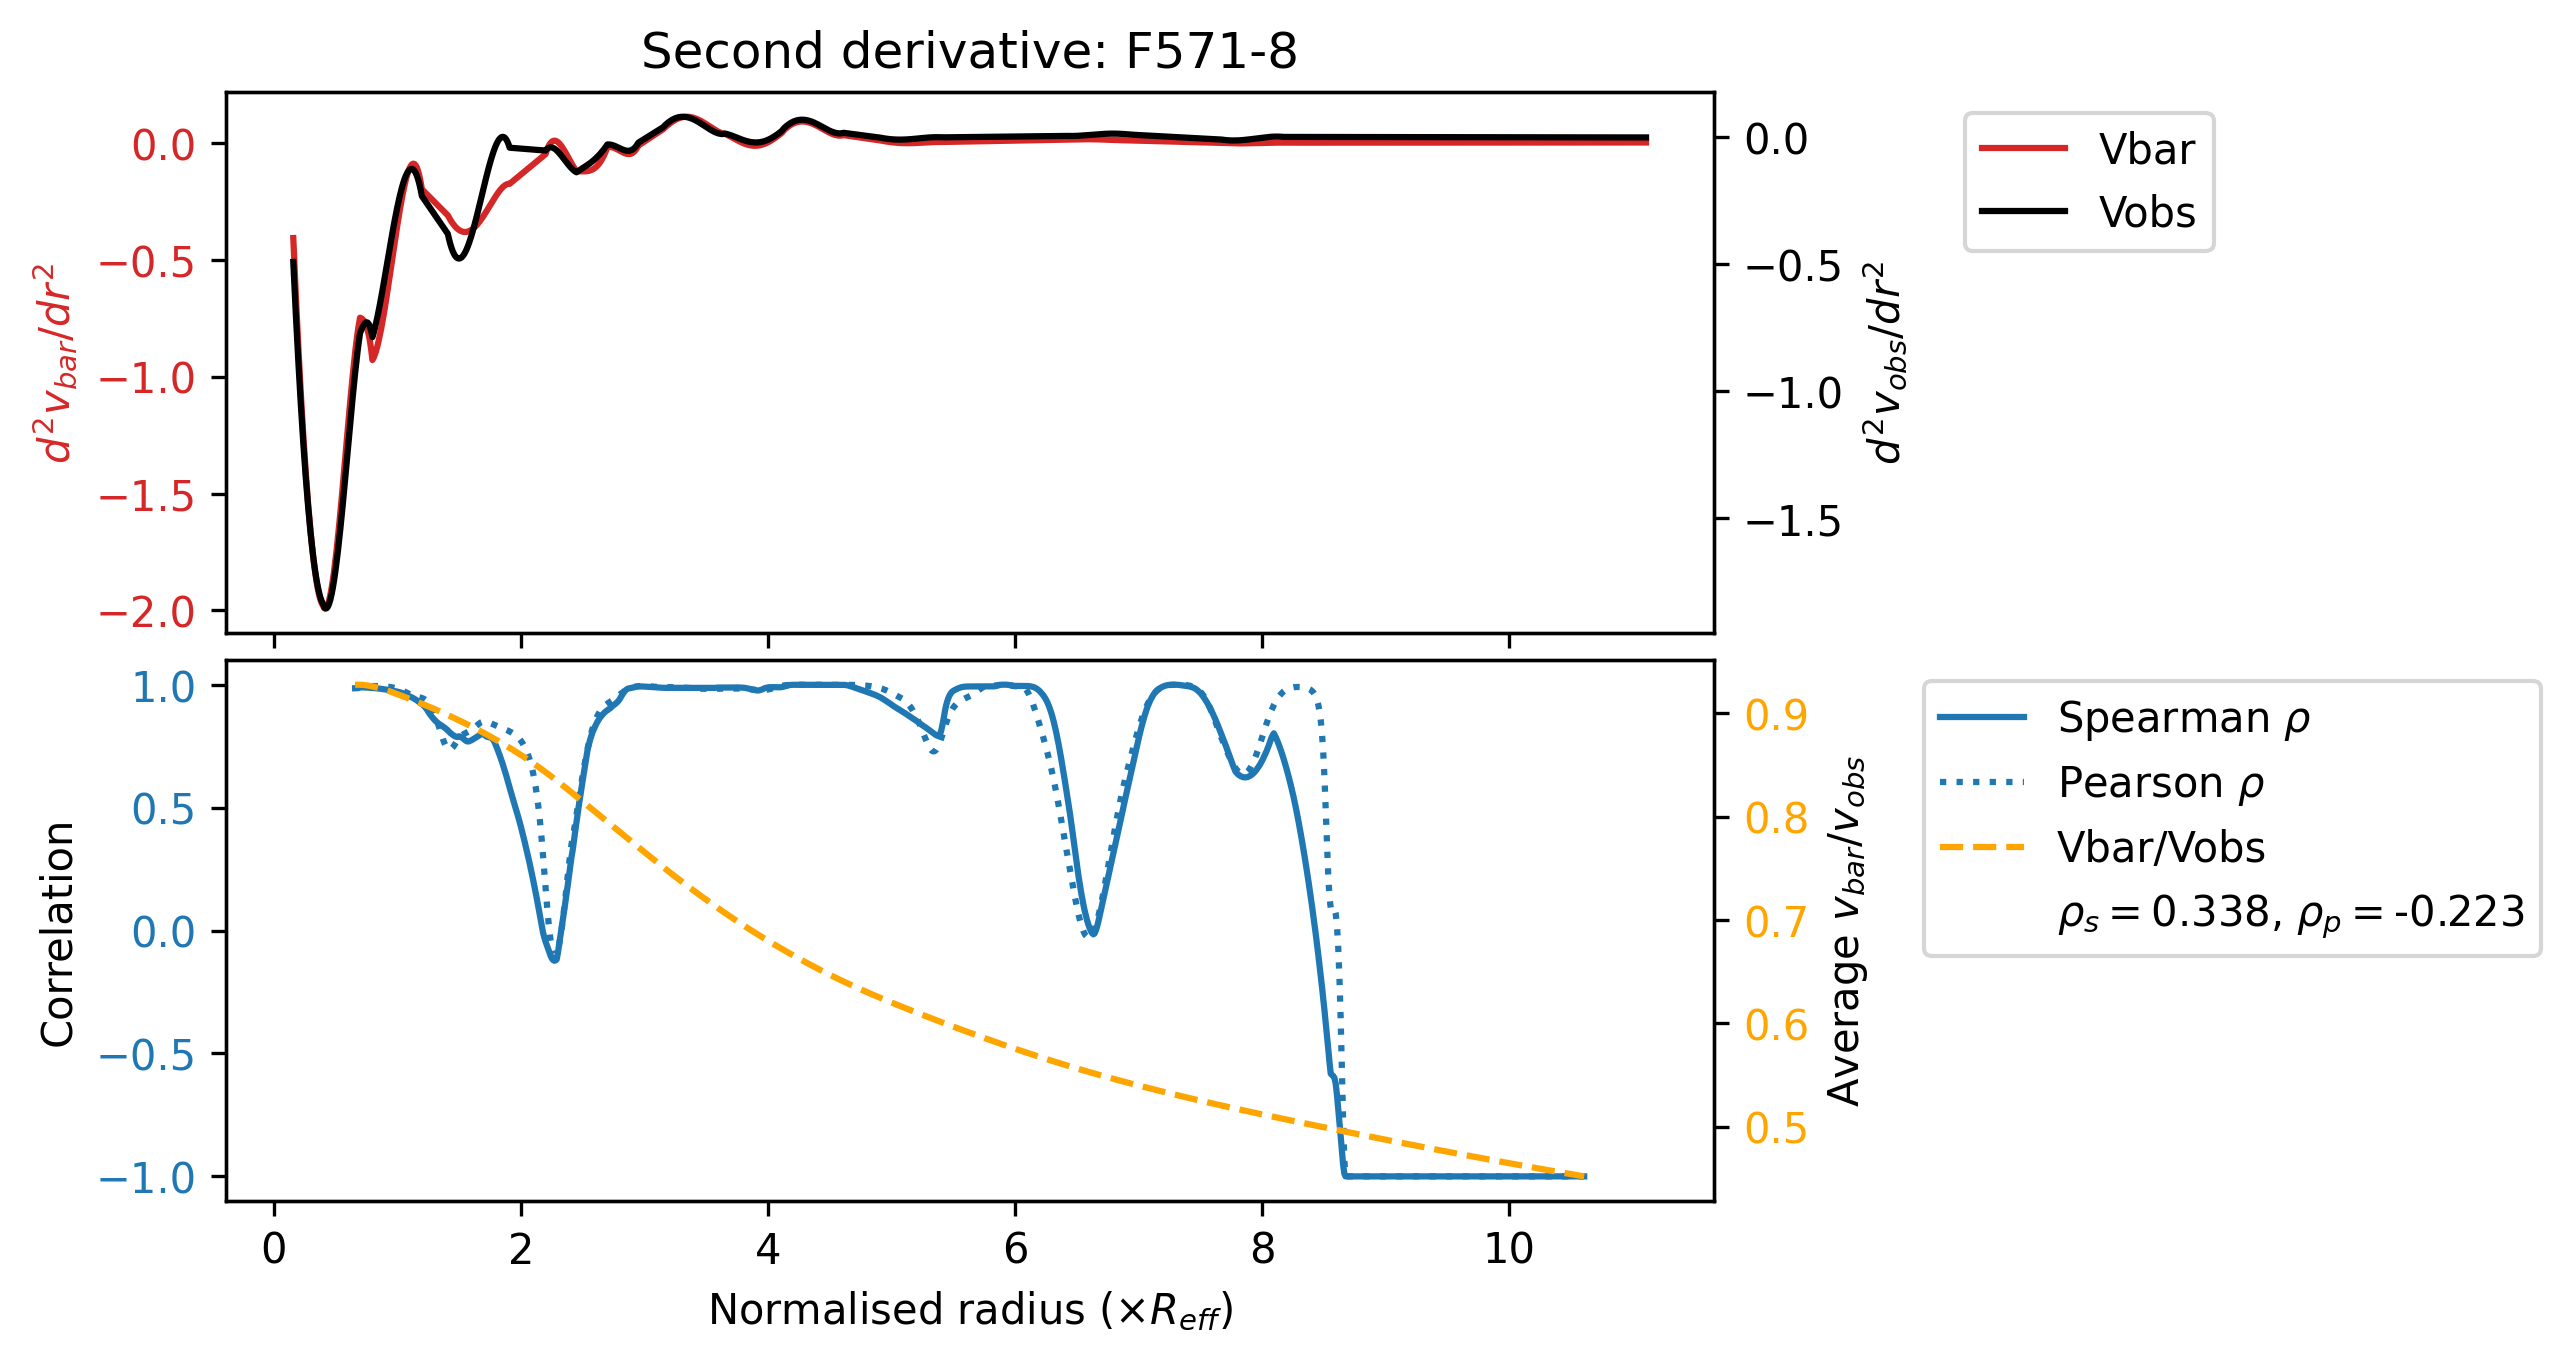 Second derivative: F571-8
0.0
−0.5
−1.0
−1.5
−2.0
d²v_bar/dr²
0.0
−0.5
−1.0
−1.5
d²v_obs/dr²
Vbar
Vobs
1.0
0.5
0.0
−0.5
−1.0
Correlation
0.9
0.8
0.7
0.6
0.5
Average v_bar/v_obs
Spearman ρ
Pearson ρ
Vbar/Vobs
ρ_s = 0.338, ρ_p = -0.223
0 2 4 6 8 10
Normalised radius (×R_eff)